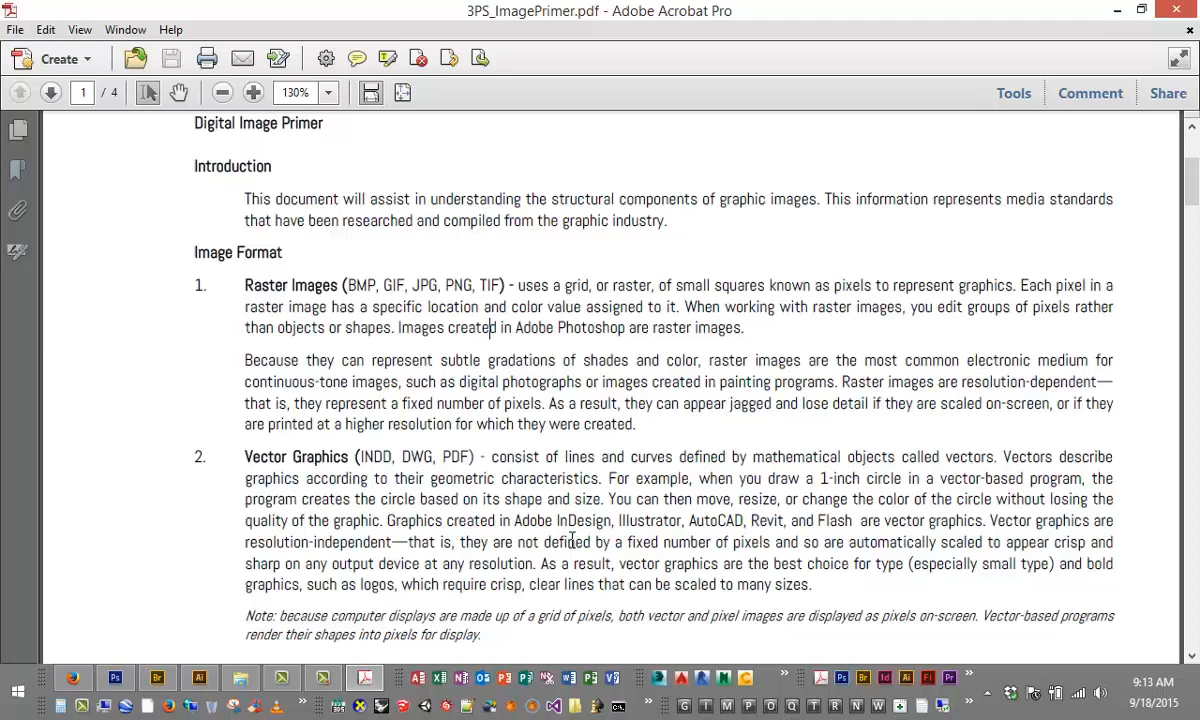 3PS_ImagePrimer.pdf - Adobe Acrobat Pro
File Edit View Window Help
Create
1 / 4
130%
Tools
Comment
Share
Digital Image Primer
Introduction
This document will assist in understanding the structural components of graphic images. This information represents media standards
that have been researched and compiled from the graphic industry.
Image Format
1. Raster Images (BMP, GIF, JPG, PNG, TIF) - uses a grid, or raster, of small squares known as pixels to represent graphics. Each pixel in a
raster image has a specific location and color value assigned to it. When working with raster images, you edit groups of pixels rather
than objects or shapes. Images created in Adobe Photoshop are raster images.
Because they can represent subtle gradations of shades and color, raster images are the most common electronic medium for
continuous-tone images, such as digital photographs or images created in painting programs. Raster images are resolution-dependent—
that is, they represent a fixed number of pixels. As a result, they can appear jagged and lose detail if they are scaled on-screen, or if they
are printed at a higher resolution for which they were created.
2. Vector Graphics (INDD, DWG, PDF) - consist of lines and curves defined by mathematical objects called vectors. Vectors describe
graphics according to their geometric characteristics. For example, when you draw a 1-inch circle in a vector-based program, the
program creates the circle based on its shape and size. You can then move, resize, or change the color of the circle without losing the
quality of the graphic. Graphics created in Adobe InDesign, Illustrator, AutoCAD, Revit, and Flash are vector graphics. Vector graphics are
resolution-independent—that is, they are not defined by a fixed number of pixels and so are automatically scaled to appear crisp and
sharp on any output device at any resolution. As a result, vector graphics are the best choice for type (especially small type) and bold
graphics, such as logos, which require crisp, clear lines that can be scaled to many sizes.
Note: because computer displays are made up of a grid of pixels, both vector and pixel images are displayed as pixels on-screen. Vector-based programs
render their shapes into pixels for display.
Ps Br Ai
Ps Br Id Ai Fl Pr
G T M P O Q T R N W
9:13 AM
9/18/2015